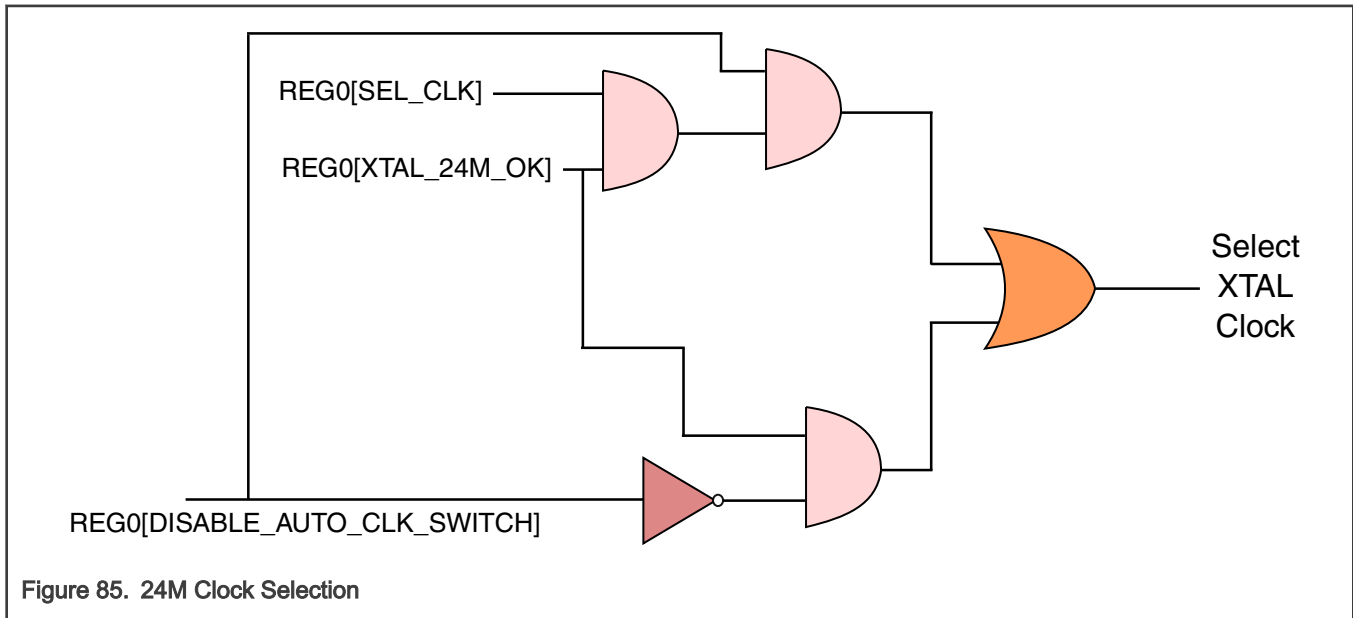 REG0[SEL_CLK]
REG0[XTAL_24M_OK]
Select
XTAL
Clock
REG0[DISABLE_AUTO_CLK_SWITCH]
Figure 85. 24M Clock Selection